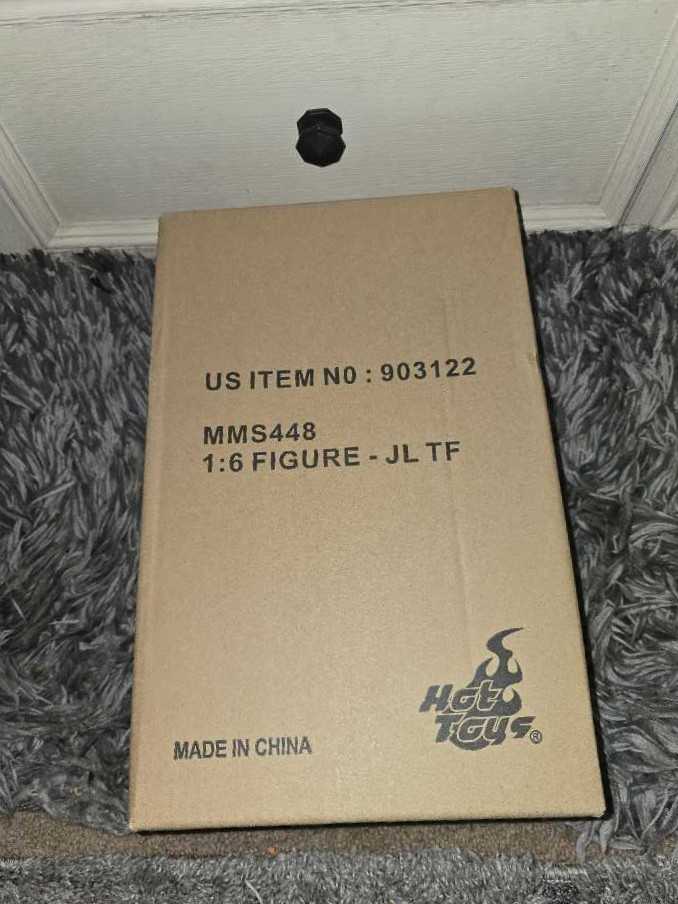 US ITEM N0 : 903122
MMS448
1:6 FIGURE - JL TF
Hot
Toys®
MADE IN CHINA